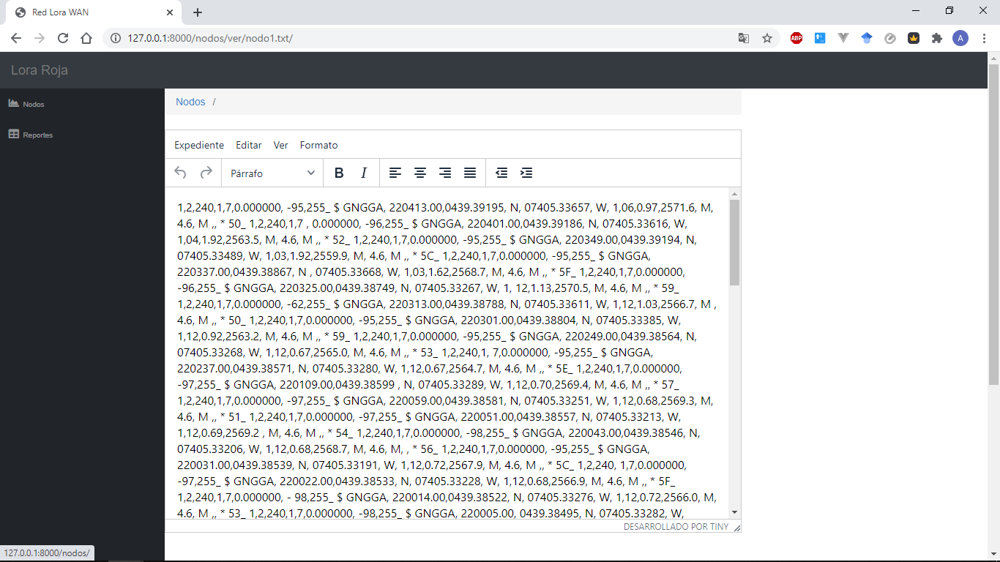 Red Lora WAN
127.0.0.1:8000/nodos/ver/nodo1.txt/
ABP
A
Lora Roja
Nodos
Reportes
Nodos /
Expediente Editar Ver Formato
Párrafo B I
1,2,240,1,7,0.000000, -95,255_ $ GNGGA, 220413.00,0439.39195, N, 07405.33657, W, 1,06,0.97,2571.6, M,
4.6, M ,, * 50_ 1,2,240,1,7 , 0.000000, -96,255_ $ GNGGA, 220401.00,0439.39186, N, 07405.33616, W,
1,04,1.92,2563.5, M, 4.6, M ,, * 52_ 1,2,240,1,7,0.000000, -95,255_ $ GNGGA, 220349.00,0439.39194, N,
07405.33489, W, 1,03,1.92,2559.9, M, 4.6, M ,, * 5C_ 1,2,240,1,7,0.000000, -95,255_ $ GNGGA,
220337.00,0439.38867, N , 07405.33668, W, 1,03,1.62,2568.7, M, 4.6, M ,, * 5F_ 1,2,240,1,7,0.000000,
-96,255_ $ GNGGA, 220325.00,0439.38749, N, 07405.33267, W, 1, 12,1.13,2570.5, M, 4.6, M ,, * 59_
1,2,240,1,7,0.000000, -62,255_ $ GNGGA, 220313.00,0439.38788, N, 07405.33611, W, 1,12,1.03,2566.7, M ,
4.6, M ,, * 50_ 1,2,240,1,7,0.000000, -95,255_ $ GNGGA, 220301.00,0439.38804, N, 07405.33385, W,
1,12,0.92,2563.2, M, 4.6, M ,, * 59_ 1,2,240,1,7,0.000000, -95,255_ $ GNGGA, 220249.00,0439.38564, N,
07405.33268, W, 1,12,0.67,2565.0, M, 4.6, M ,, * 53_ 1,2,240,1, 7,0.000000, -95,255_ $ GNGGA,
220237.00,0439.38571, N, 07405.33280, W, 1,12,0.67,2564.7, M, 4.6, M ,, * 5E_ 1,2,240,1,7,0.000000,
-97,255_ $ GNGGA, 220109.00,0439.38599 , N, 07405.33289, W, 1,12,0.70,2569.4, M, 4.6, M ,, * 57_
1,2,240,1,7,0.000000, -97,255_ $ GNGGA, 220059.00,0439.38581, N, 07405.33251, W, 1,12,0.68,2569.3, M,
4.6, M ,, * 51_ 1,2,240,1,7,0.000000, -97,255_ $ GNGGA, 220051.00,0439.38557, N, 07405.33213, W,
1,12,0.69,2569.2 , M, 4.6, M ,, * 54_ 1,2,240,1,7,0.000000, -98,255_ $ GNGGA, 220043.00,0439.38546, N,
07405.33206, W, 1,12,0.68,2568.7, M, 4.6, M, , * 56_ 1,2,240,1,7,0.000000, -95,255_ $ GNGGA,
220031.00,0439.38539, N, 07405.33191, W, 1,12,0.72,2567.9, M, 4.6, M ,, * 5C_ 1,2,240, 1,7,0.000000,
-97,255_ $ GNGGA, 220022.00,0439.38533, N, 07405.33228, W, 1,12,0.68,2566.9, M, 4.6, M ,, * 5F_
1,2,240,1,7,0.000000, - 98,255_ $ GNGGA, 220014.00,0439.38522, N, 07405.33276, W, 1,12,0.72,2566.0, M,
4.6, M ,, * 53_ 1,2,240,1,7,0.000000, -98,255_ $ GNGGA, 220005.00, 0439.38495, N, 07405.33282, W,
DESARROLLADO POR TINY
127.0.0.1:8000/nodos/